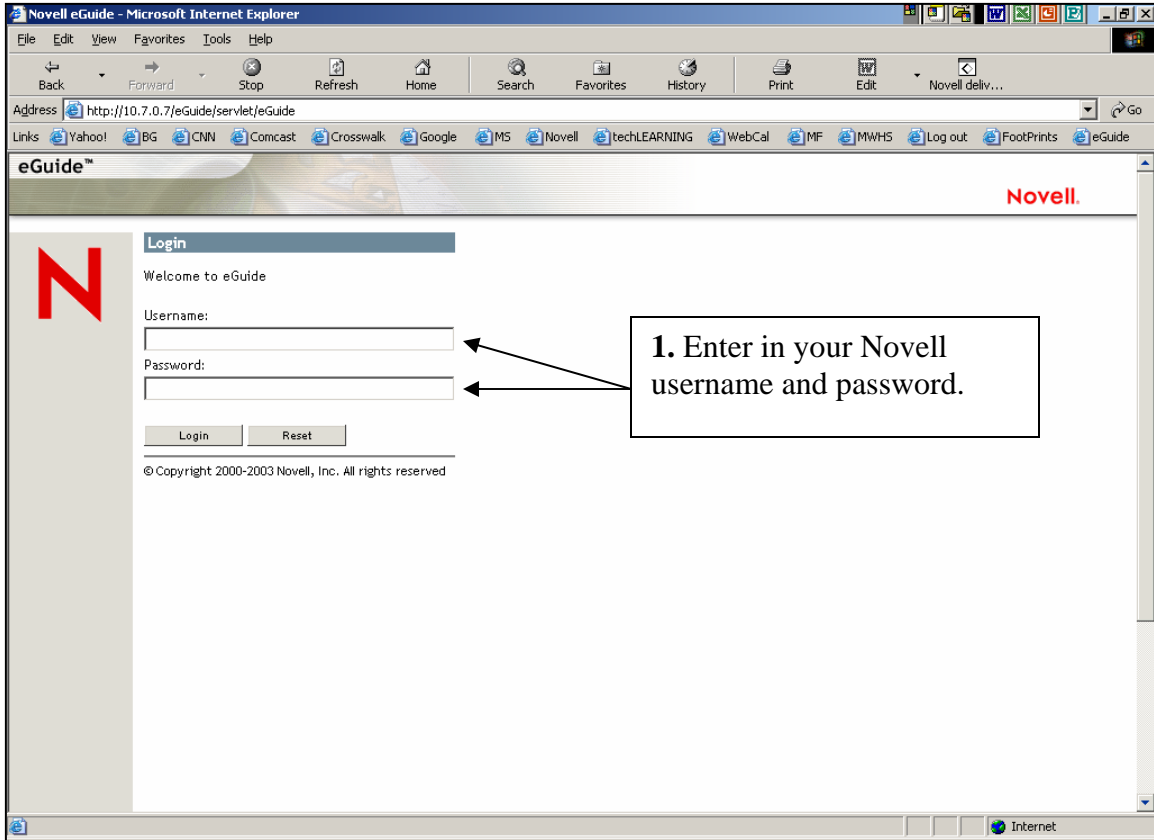 Novell eGuide - Microsoft Internet Explorer
File Edit View Favorites Tools Help
Back Forward Stop Refresh Home Search Favorites History Print Edit Novell deliv...
Address http://10.7.0.7/eGuide/servlet/eGuide Go
Links Yahoo! BG CNN Comcast Crosswalk Google MS Novell techLEARNING WebCal MF MWHS Log out FootPrints eGuide
eGuide™
Novell.
N
Login
Welcome to eGuide
Username:
Password:
Login Reset
© Copyright 2000-2003 Novell, Inc. All rights reserved
1. Enter in your Novell
username and password.
Internet